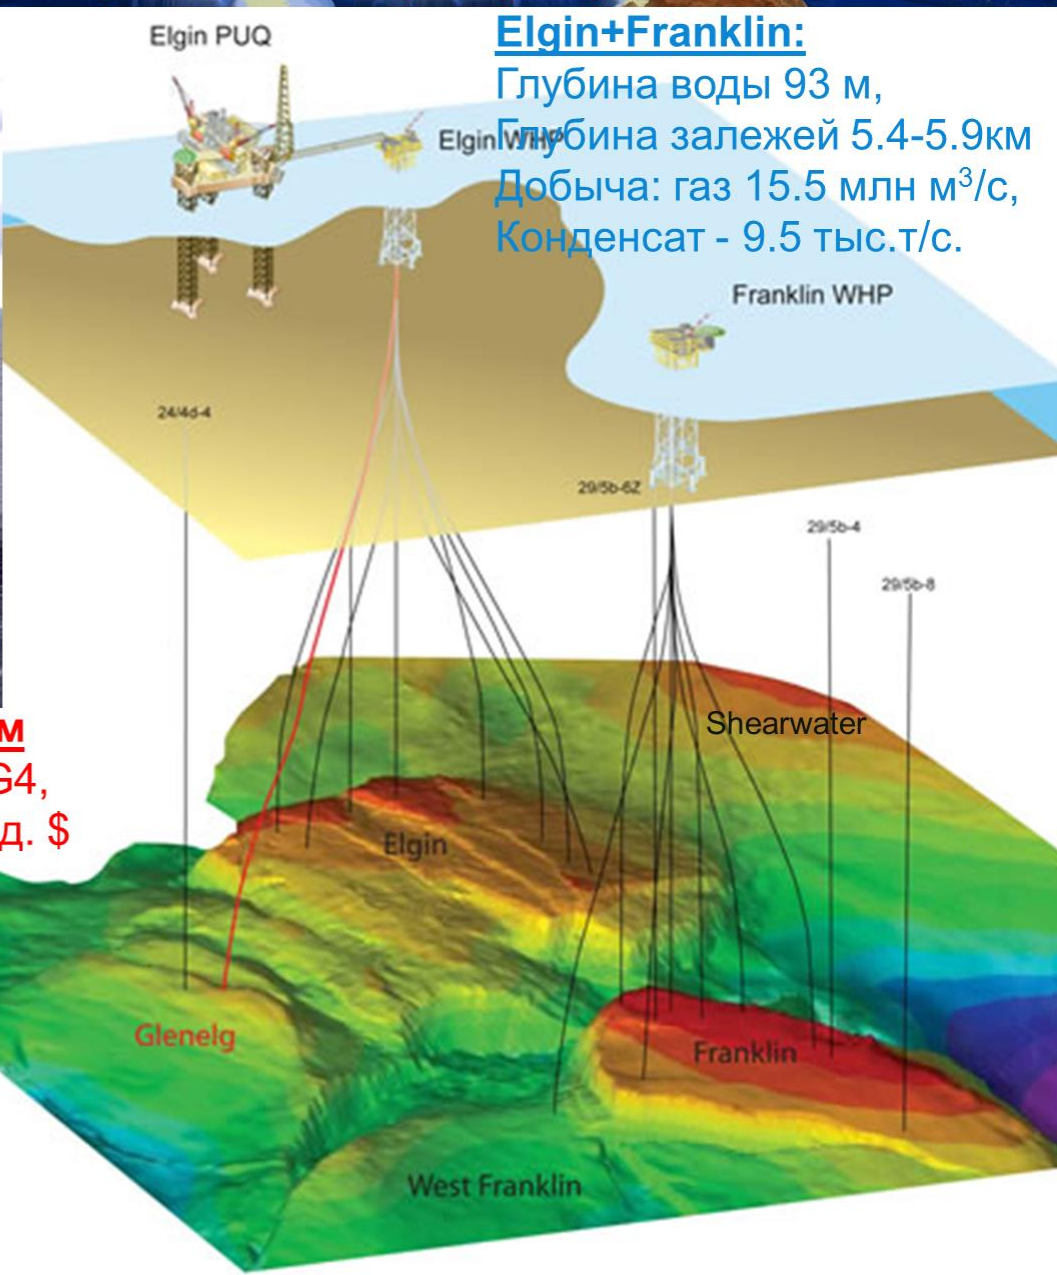 Elgin PUQ
Elgin+Franklin:
Глубина воды 93 м,
Elgin WHP
Глубина залежей 5.4-5.9км
Добыча: газ 15.5 млн м³/с,
Конденсат - 9.5 тыс.т/с.
Franklin WHP
24/4d-4
29/5b-6Z
29/5b-4
29/5b-8
Shearwater
м
G4,
д. $
Elgin
Glenelg
Franklin
West Franklin